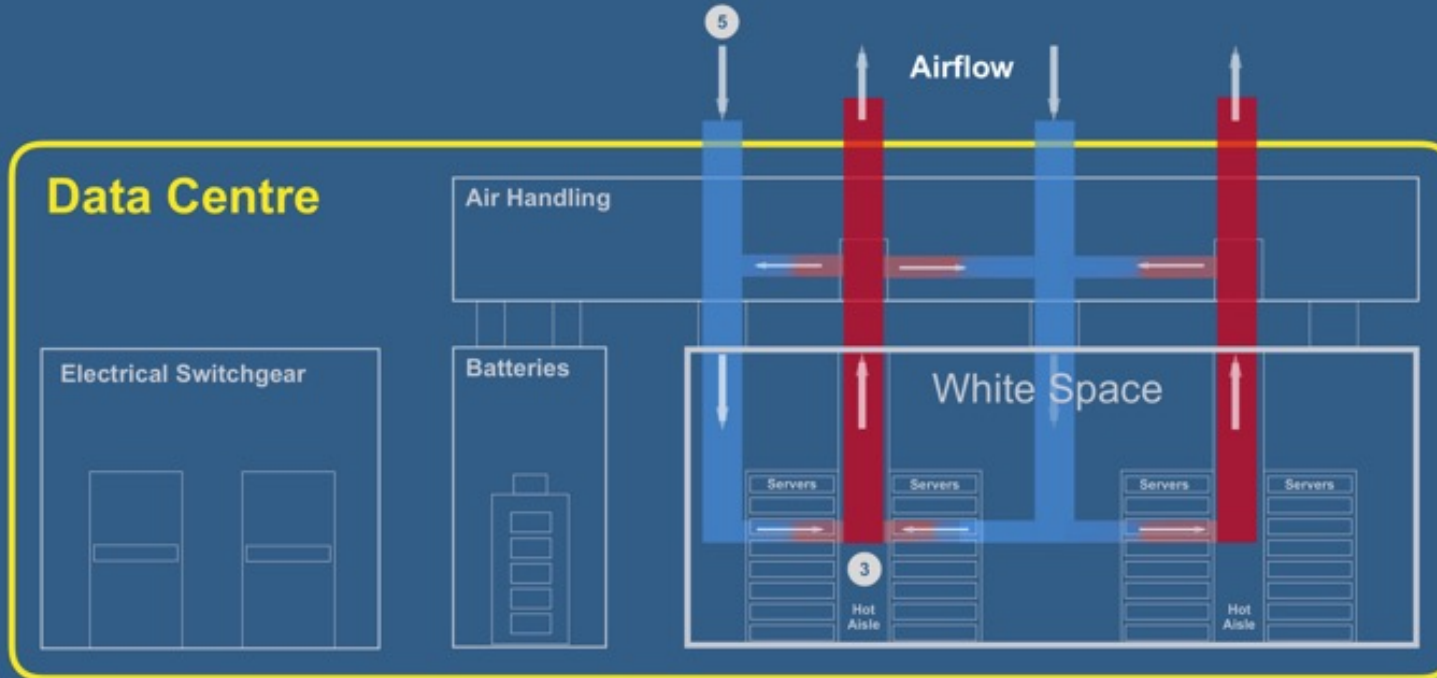 5
Airflow
Data Centre
Air Handling
Electrical Switchgear
Batteries
White Space
Servers
Servers
Servers
Servers
3
Hot
Aisle
Hot
Aisle